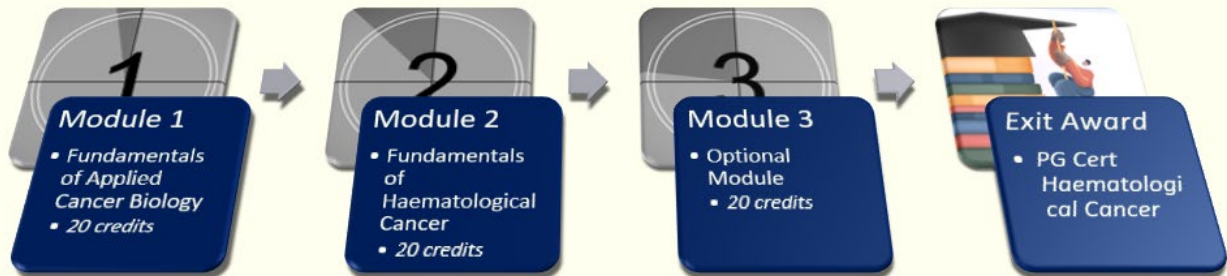 1
Module 1
• Fundamentals
of Applied
Cancer Biology
• 20 credits
2
Module 2
• Fundamentals
of
Haematological
Cancer
• 20 credits
3
Module 3
• Optional
Module
• 20 credits
Exit Award
• PG Cert
Haematologi
cal Cancer